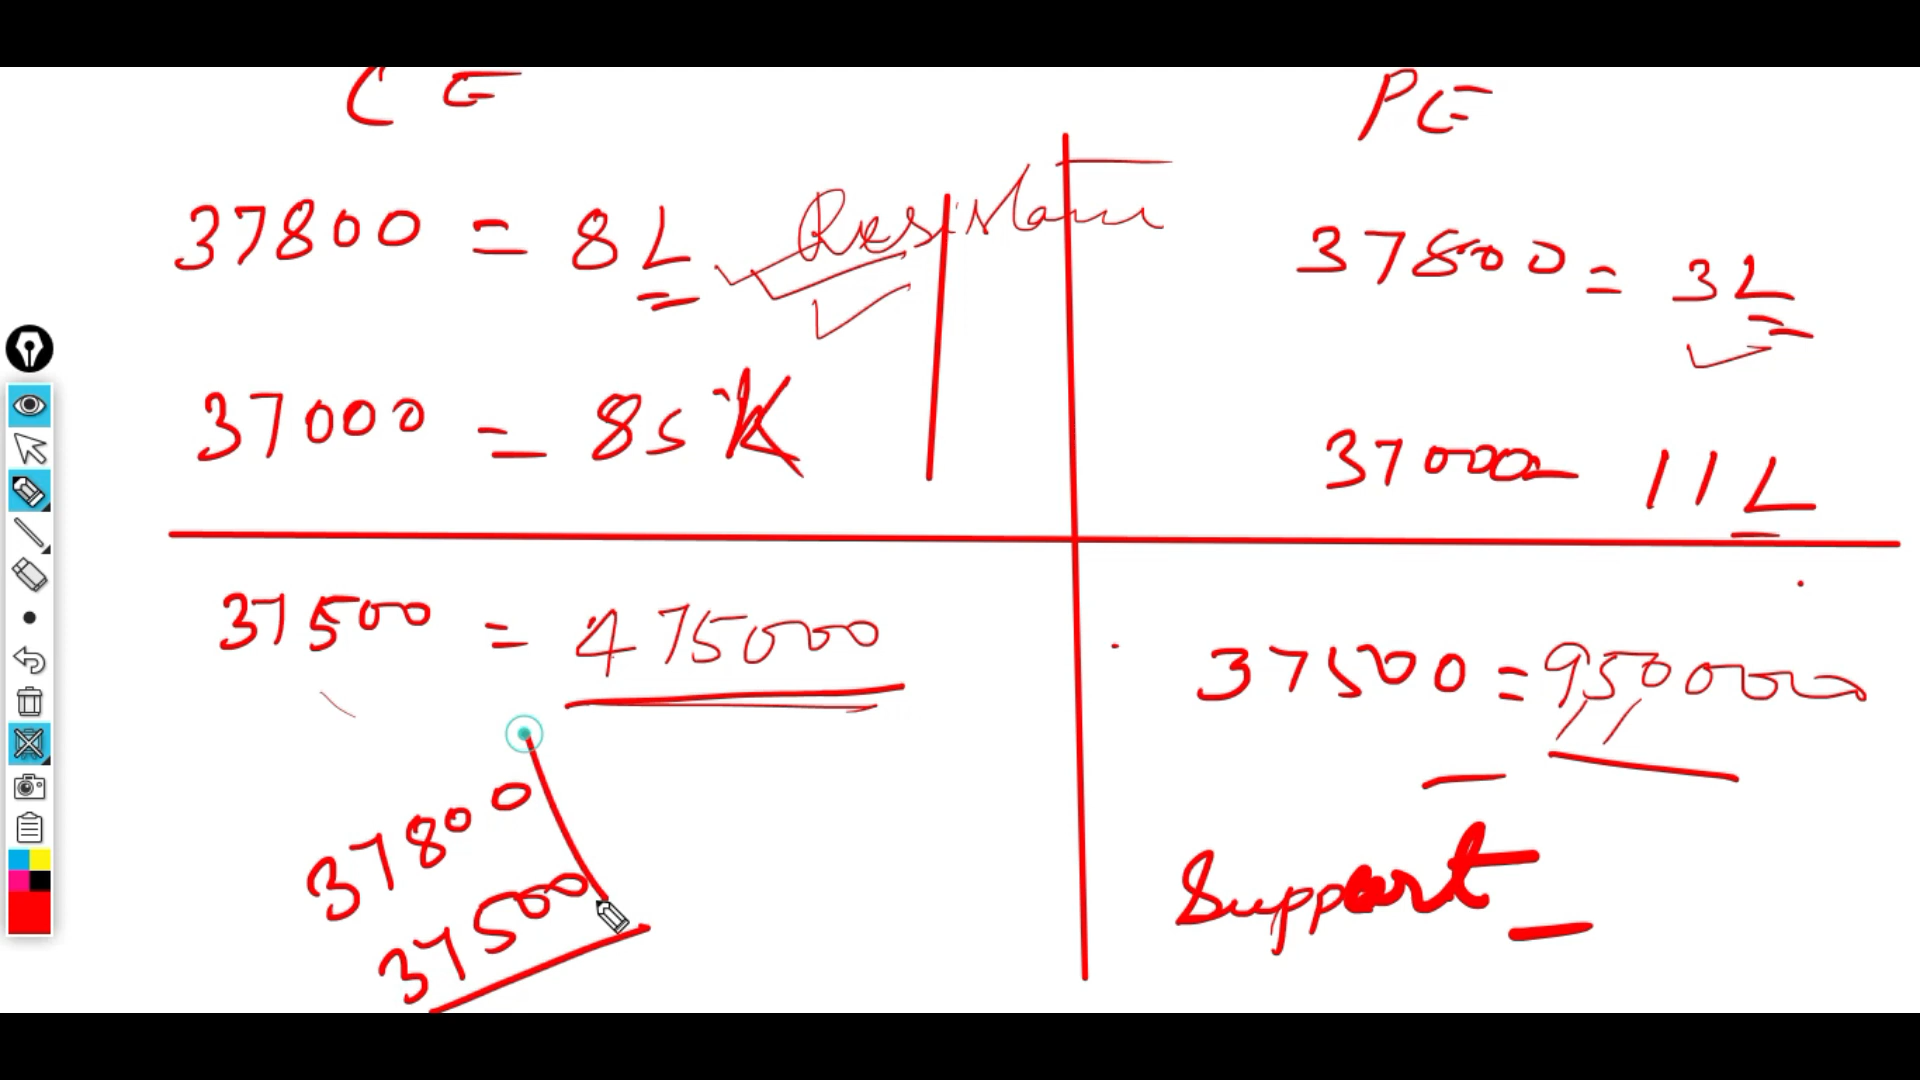 CE
PE
37800 = 8L Resistance
37800 = 3L
37000 = 85K
37000 - 11L
37500 = 475000
37500 = 950000
37800
37500
Support